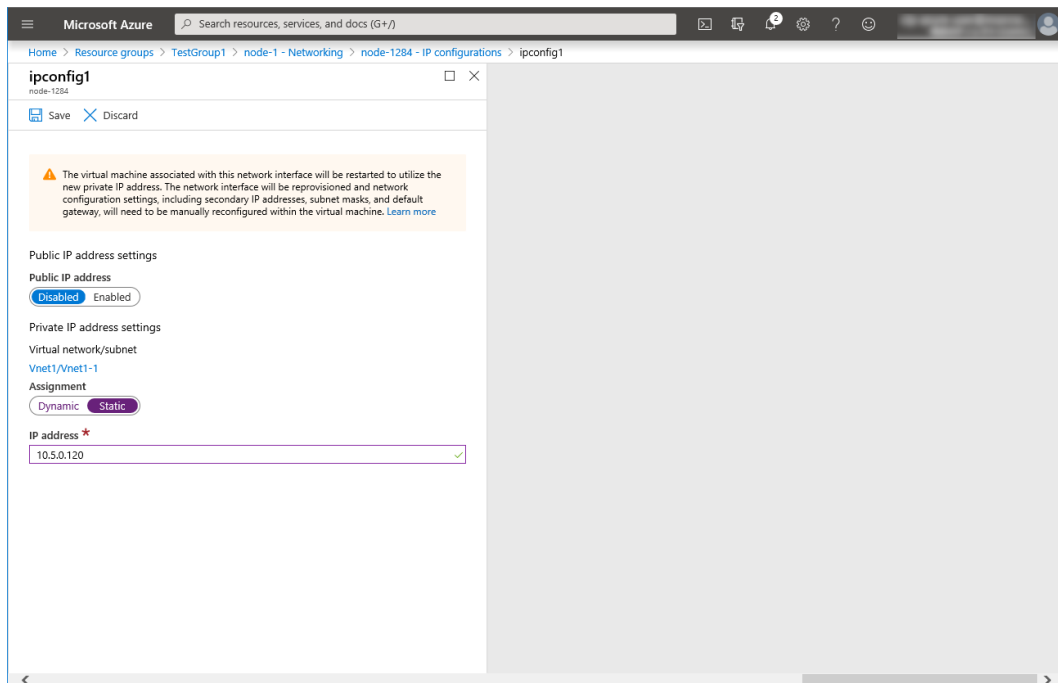 Microsoft Azure
Search resources, services, and docs (G+/)
2
Home > Resource groups > TestGroup1 > node-1 - Networking > node-1284 - IP configurations > ipconfig1
ipconfig1
node-1284
Save
Discard
The virtual machine associated with this network interface will be restarted to utilize the
new private IP address. The network interface will be reprovisioned and network
configuration settings, including secondary IP addresses, subnet masks, and default
gateway, will need to be manually reconfigured within the virtual machine. Learn more
Public IP address settings
Public IP address
Disabled Enabled
Private IP address settings
Virtual network/subnet
Vnet1/Vnet1-1
Assignment
Dynamic Static
IP address *
10.5.0.120